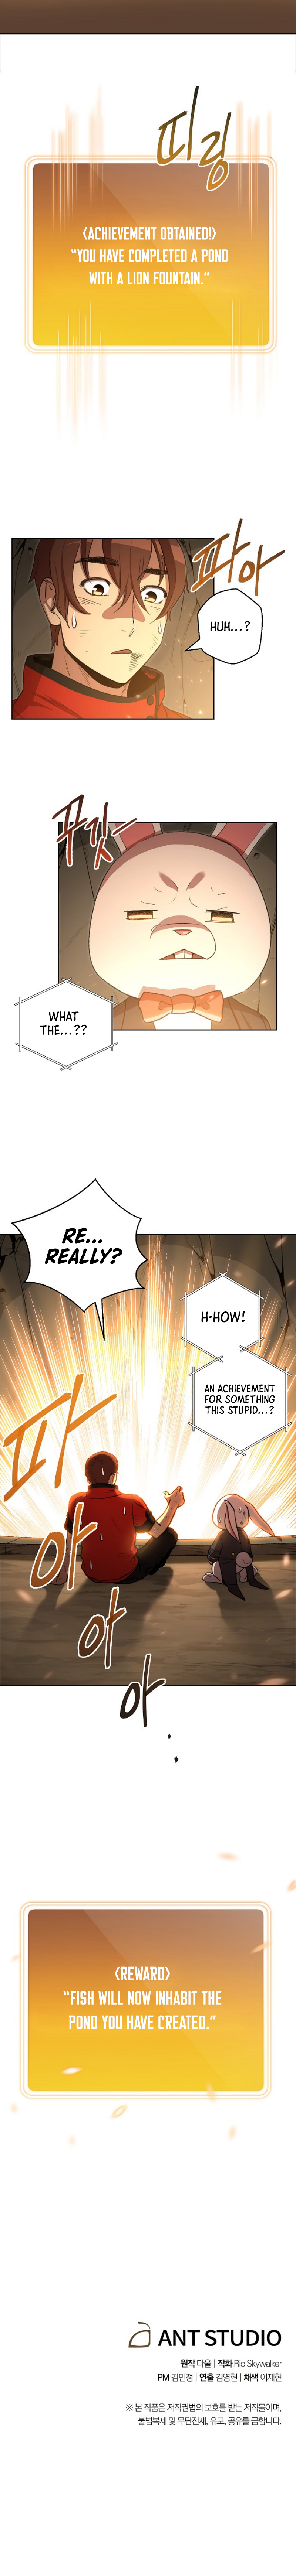 띠링
<ACHIEVEMENT OBTAINED!>
"YOU HAVE COMPLETED A POND
WITH A LION FOUNTAIN."
파아
HUH...?
포깃
WHAT
THE...??
RE...
REALLY?
H-HOW!
AN ACHIEVEMENT
FOR SOMETHING
THIS STUPID...?
파
아
아
아
<REWARD>
"FISH WILL NOW INHABIT THE
POND YOU HAVE CREATED."
ANT STUDIO
원작 다울 | 작화 Rio Skywalker
PM 김민정 | 연출 김영현 | 채색 이재현
※ 본 작품은 저작권법의 보호를 받는 저작물이며,
불법복제 및 무단전재, 유포, 공유를 금합니다.